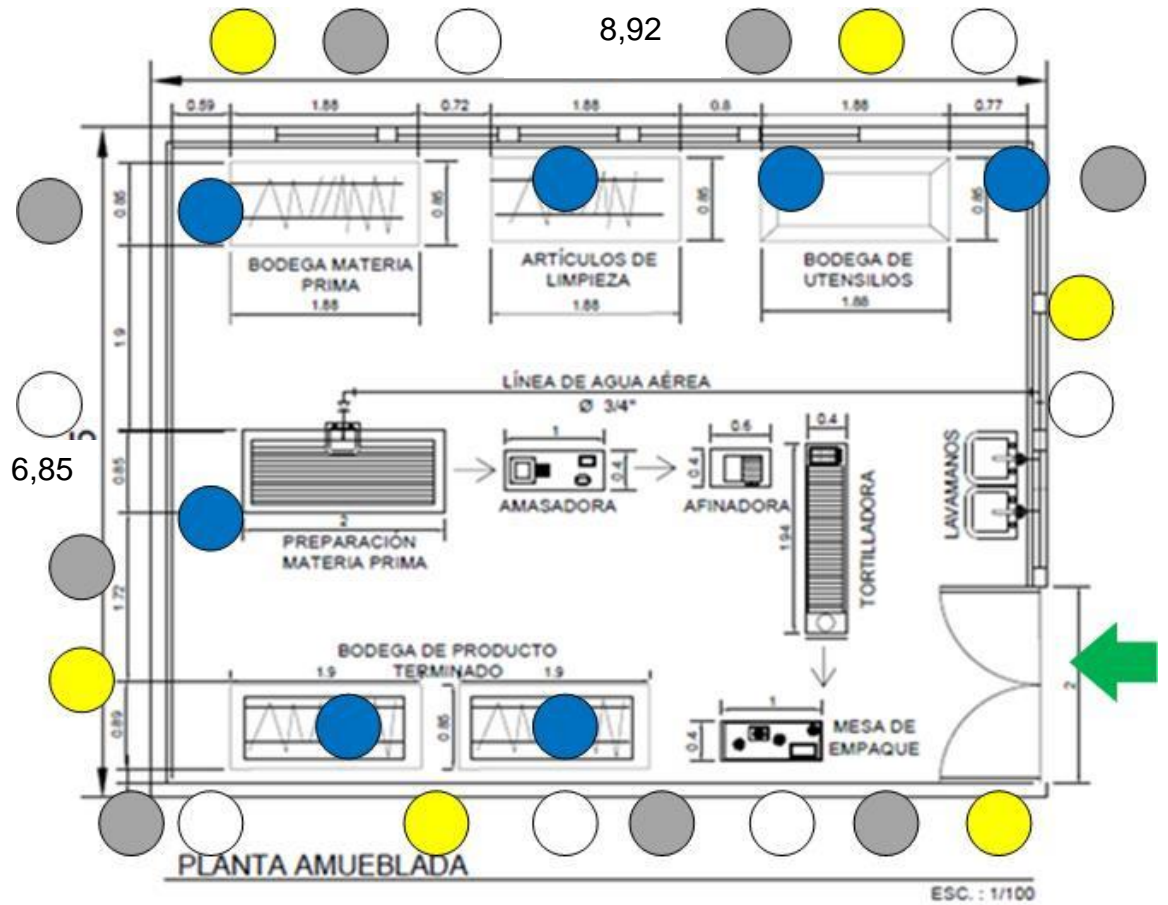 8,92
0.59 1.88 0.72 1.88 0.8 1.88 0.77
0.85 0.85 0.85 0.85
BODEGA MATERIA
PRIMA
1.88
ARTÍCULOS DE
LIMPIEZA
1.88
BODEGA DE
UTENSILIOS
1.88
1.9
LÍNEA DE AGUA AÉREA
Ø 3/4"
6,85
0.85
2
PREPARACIÓN
MATERIA PRIMA
1
0.4
AMASADORA
0.6
0.4
AFINADORA
0.4
1.94
TORTILLADORA
LAVAMANOS
1.72
BODEGA DE PRODUCTO
TERMINADO
1.9 1.9
0.89
0.85
1
0.4
MESA DE
EMPAQUE
2
PLANTA AMUEBLADA
ESC. : 1/100